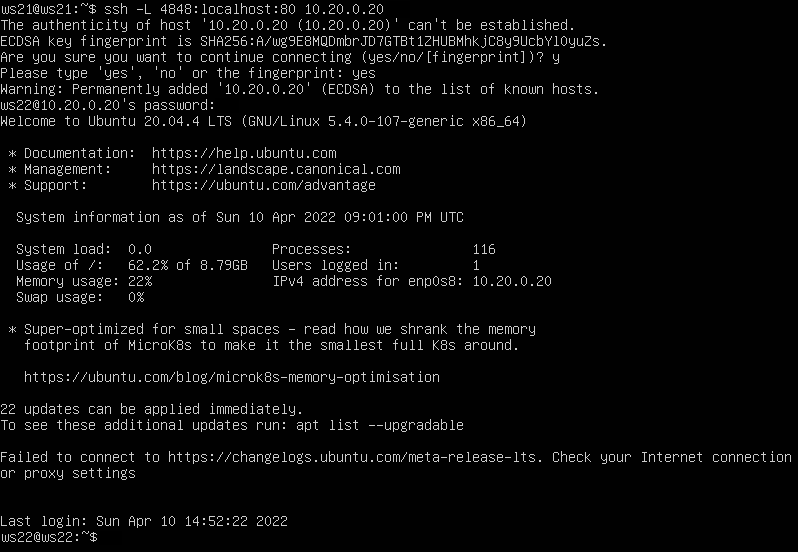 ws21@ws21:~$ ssh -L 4848:localhost:80 10.20.0.20
The authenticity of host '10.20.0.20 (10.20.0.20)' can't be established.
ECDSA key fingerprint is SHA256:A/wg9E8MQDmbrJD7GTBt1ZHUBMhkjC8y9UcbYl0yuZs.
Are you sure you want to continue connecting (yes/no/[fingerprint])? y
Please type 'yes', 'no' or the fingerprint: yes
Warning: Permanently added '10.20.0.20' (ECDSA) to the list of known hosts.
ws22@10.20.0.20's password:
Welcome to Ubuntu 20.04.4 LTS (GNU/Linux 5.4.0-107-generic x86_64)
* Documentation:  https://help.ubuntu.com
* Management:     https://landscape.canonical.com
* Support:        https://ubuntu.com/advantage
System information as of Sun 10 Apr 2022 09:01:00 PM UTC
System load:  0.0               Processes:               116
Usage of /:   62.2% of 8.79GB   Users logged in:         1
Memory usage: 22%               IPv4 address for enp0s8: 10.20.0.20
Swap usage:   0%
* Super-optimized for small spaces - read how we shrank the memory
footprint of MicroK8s to make it the smallest full K8s around.
https://ubuntu.com/blog/microk8s-memory-optimisation
22 updates can be applied immediately.
To see these additional updates run: apt list --upgradable
Failed to connect to https://changelogs.ubuntu.com/meta-release-lts. Check your Internet connection
or proxy settings
Last login: Sun Apr 10 14:52:22 2022
ws22@ws22:~$